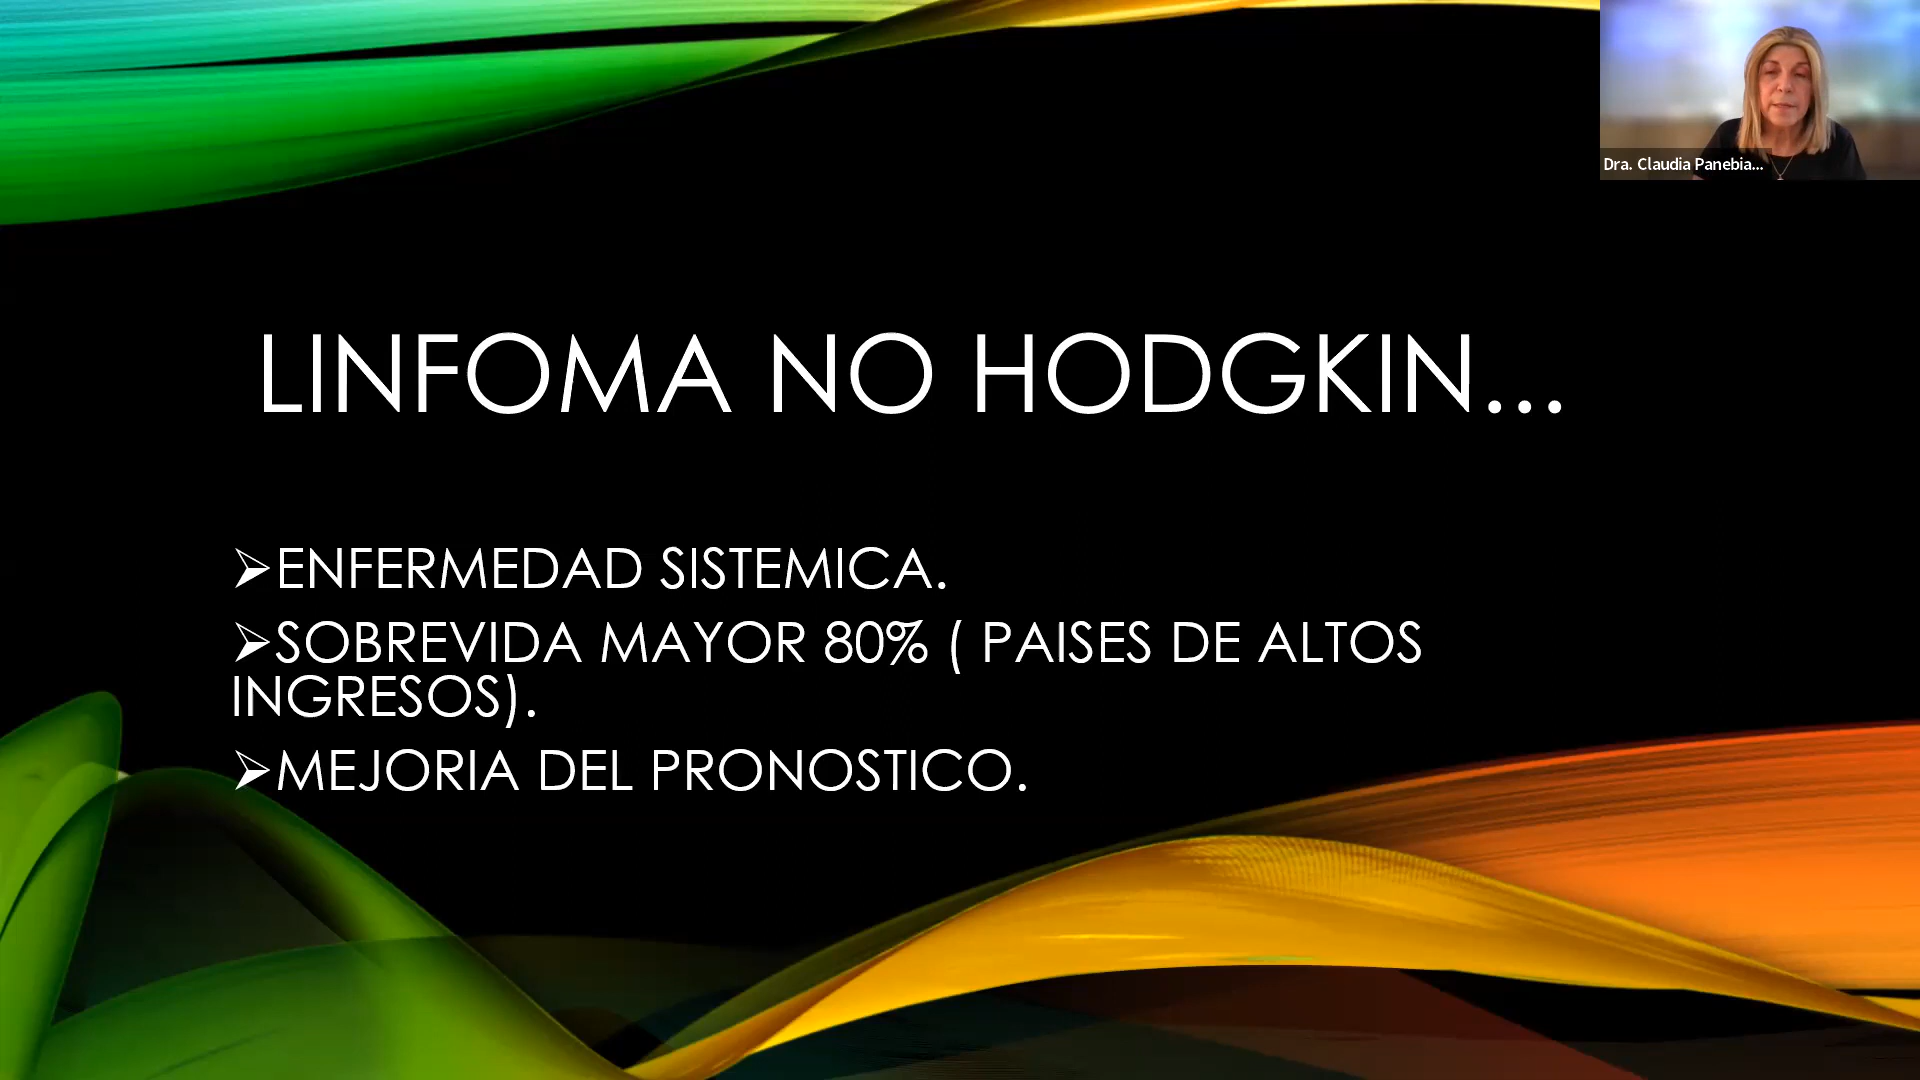 Dra. Claudia Panebia...
LINFOMA NO HODGKIN...
➢ENFERMEDAD SISTEMICA.
➢SOBREVIDA MAYOR 80% ( PAISES DE ALTOS
INGRESOS).
➢MEJORIA DEL PRONOSTICO.